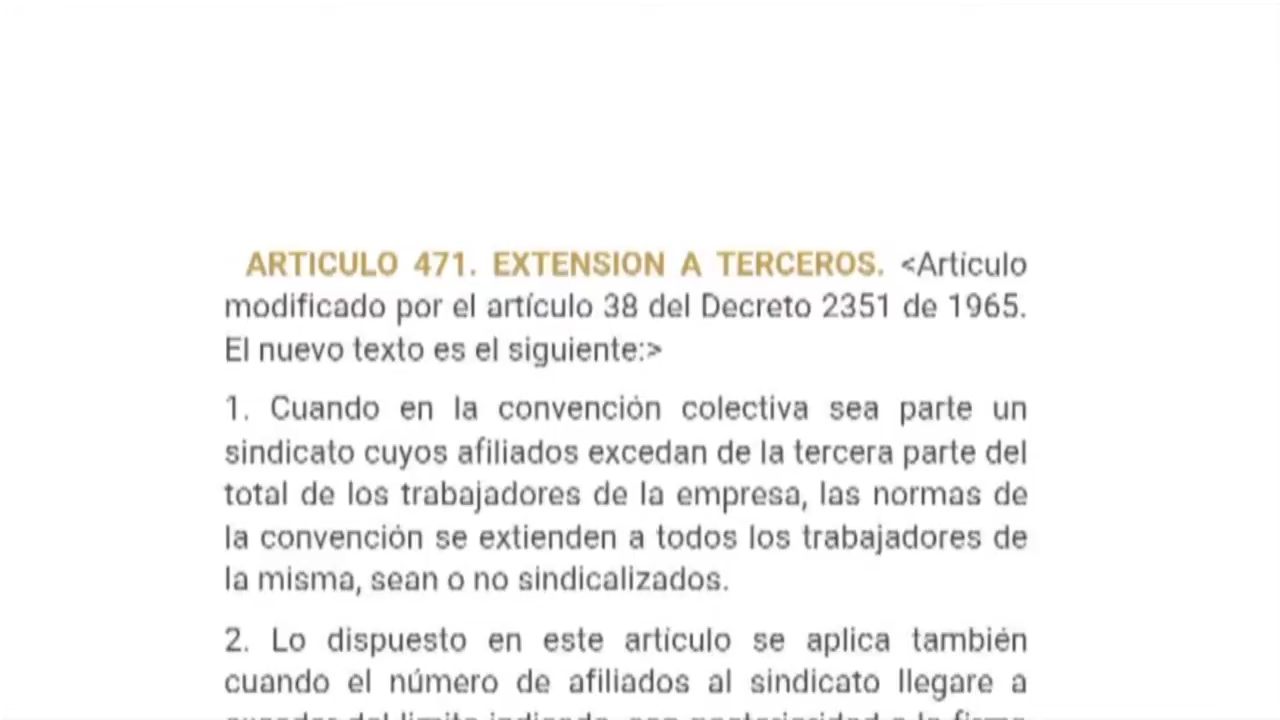 ARTICULO 471. EXTENSION A TERCEROS. <Artículo
modificado por el artículo 38 del Decreto 2351 de 1965.
El nuevo texto es el siguiente:>
1. Cuando en la convención colectiva sea parte un
sindicato cuyos afiliados excedan de la tercera parte del
total de los trabajadores de la empresa, las normas de
la convención se extienden a todos los trabajadores de
la misma, sean o no sindicalizados.
2. Lo dispuesto en este artículo se aplica también
cuando el número de afiliados al sindicato llegare a